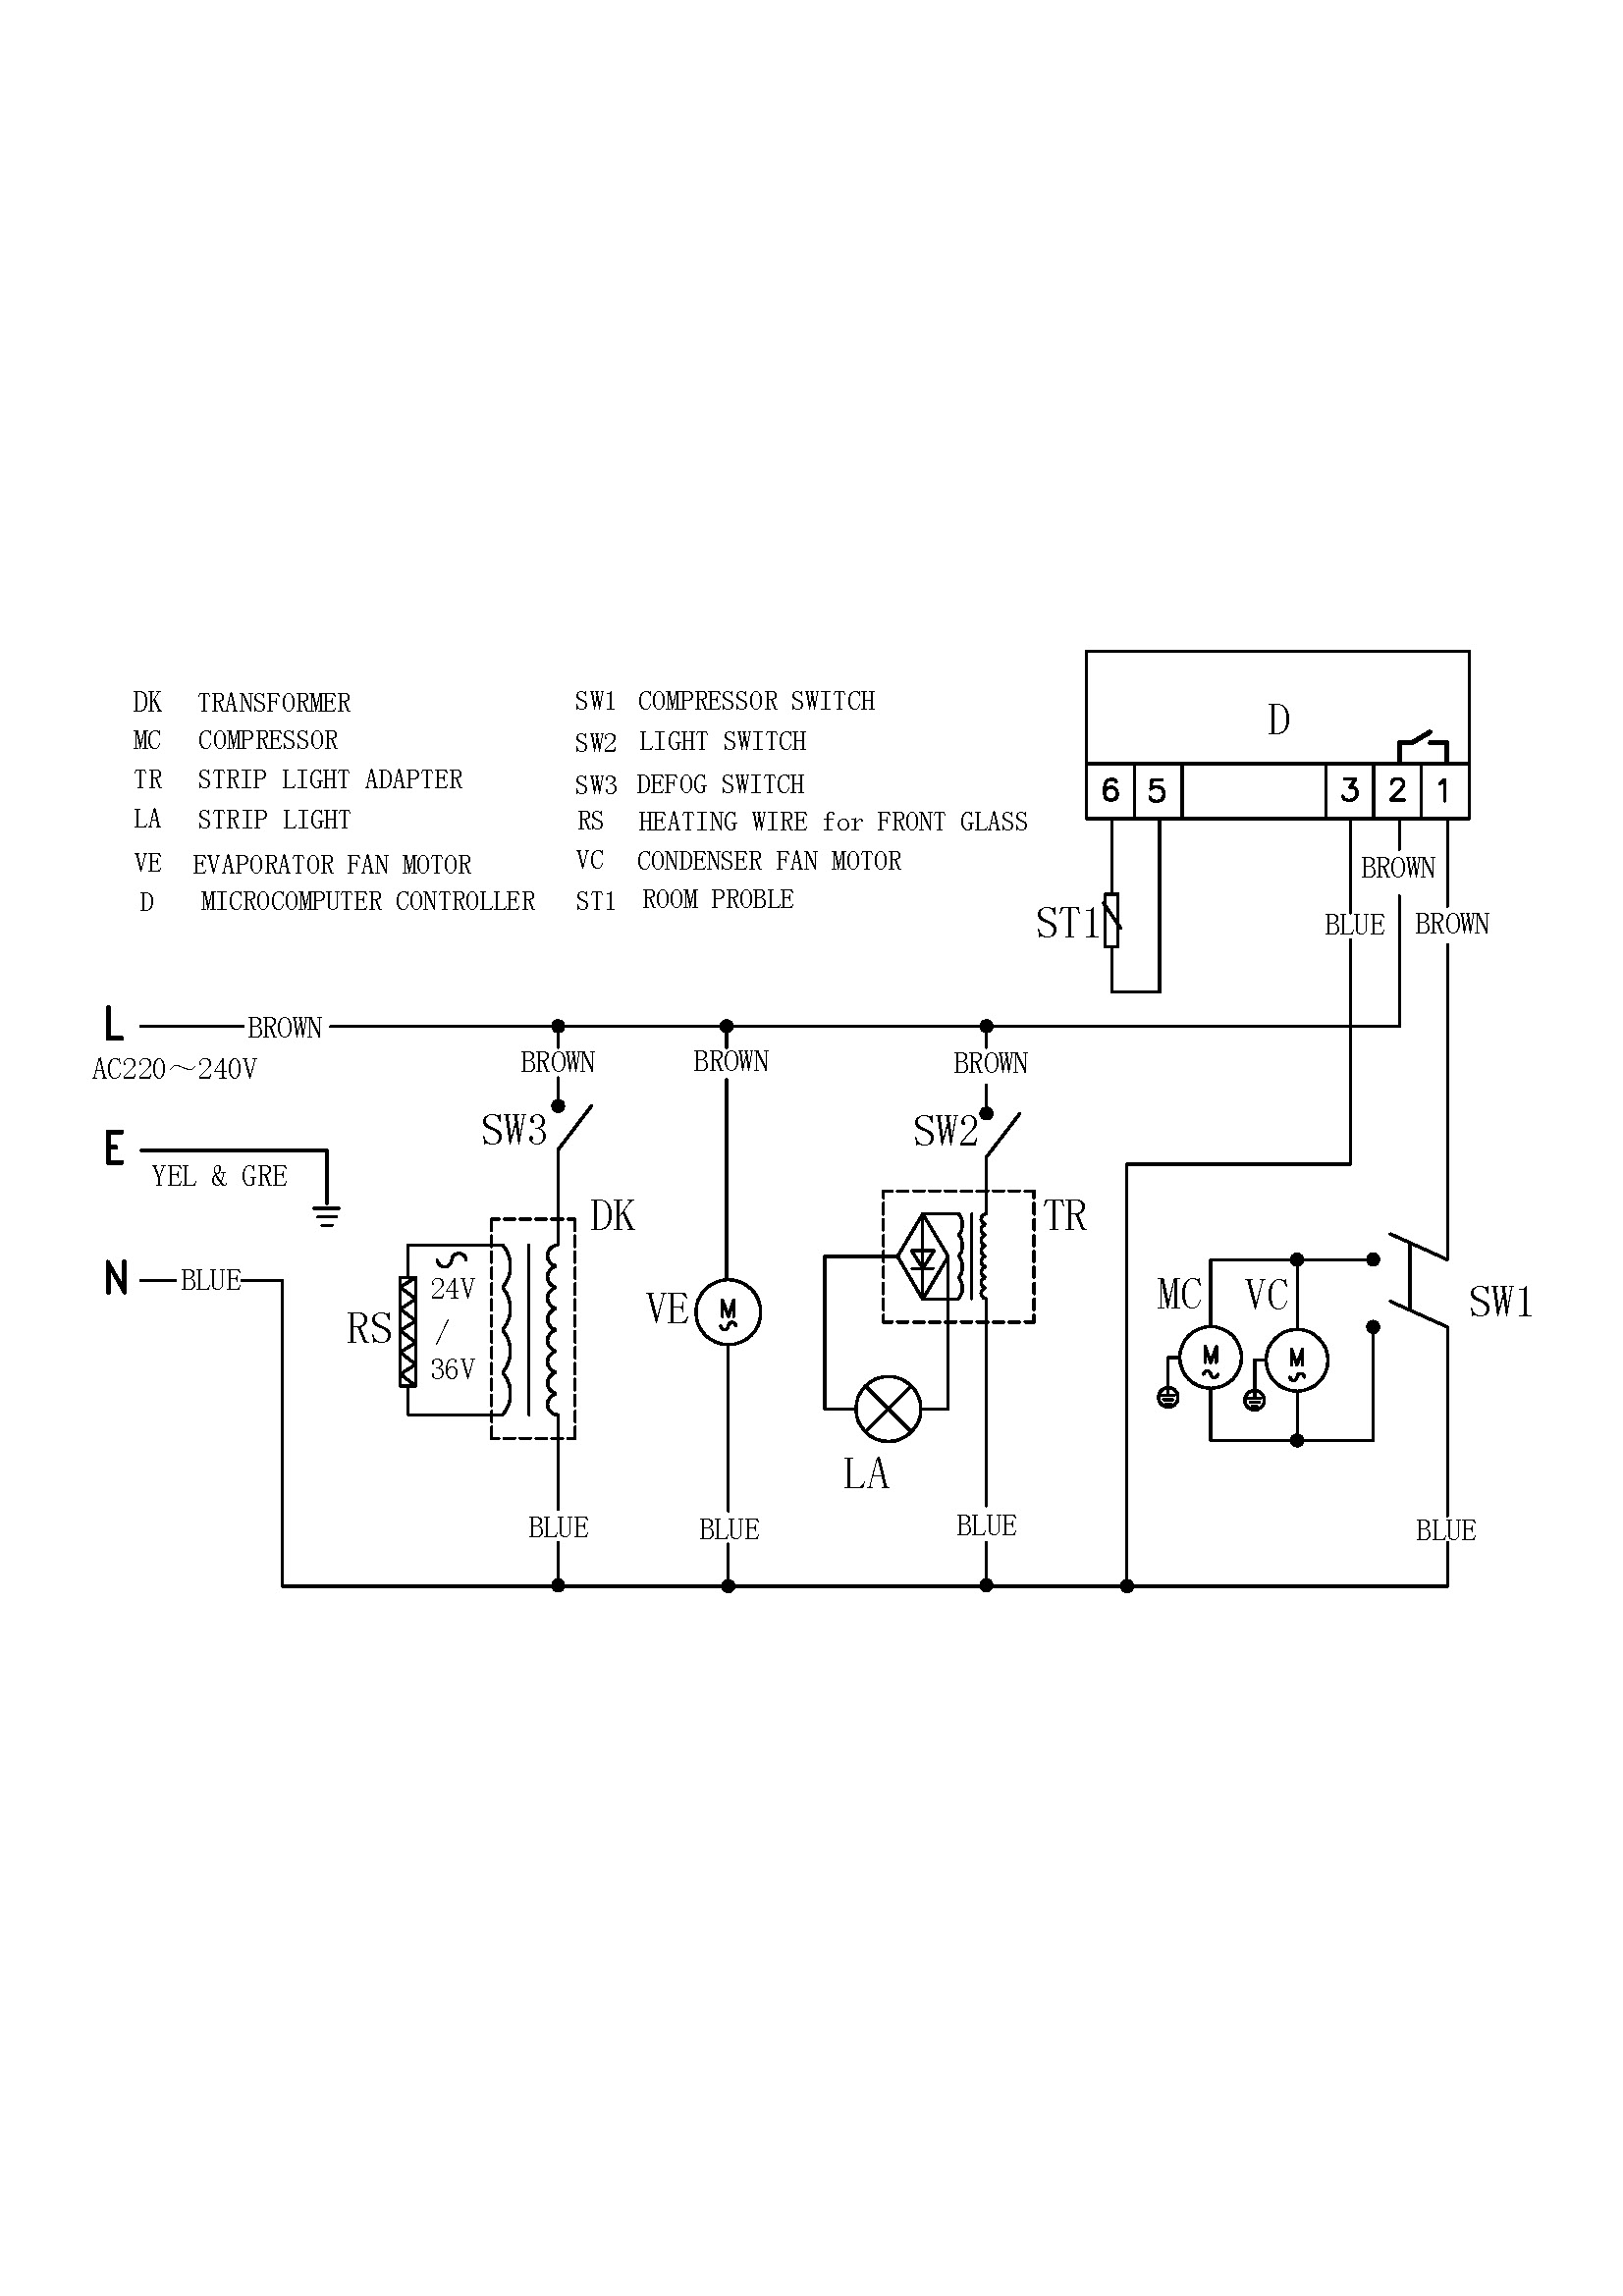 DK TRANSFORMER
MC COMPRESSOR
TR STRIP LIGHT ADAPTER
LA STRIP LIGHT
VE EVAPORATOR FAN MOTOR
D MICROCOMPUTER CONTROLLER
SW1 COMPRESSOR SWITCH
SW2 LIGHT SWITCH
SW3 DEFOG SWITCH
RS HEATING WIRE for FRONT GLASS
VC CONDENSER FAN MOTOR
ST1 ROOM PROBLE
D
6 5 3 2 1
BROWN
ST1 BLUE BROWN
L BROWN
AC220～240V
BROWN BROWN BROWN
SW3 SW2
E
YEL & GRE
DK TR
N BLUE
24V
/
36V
RS
VE M
MC VC SW1
M M
LA
BLUE BLUE BLUE BLUE